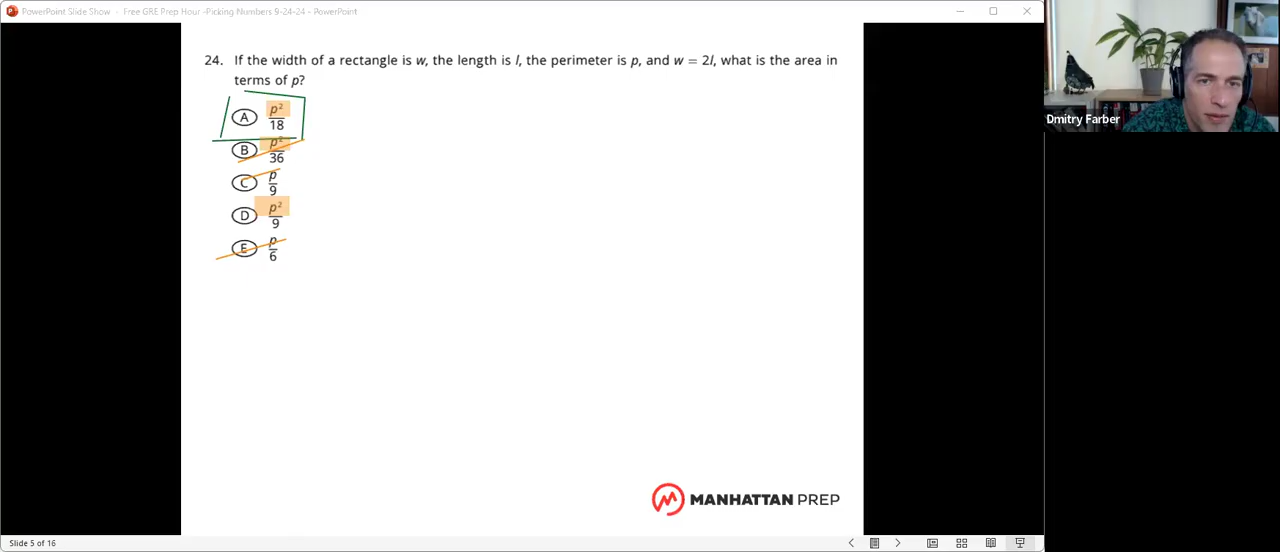 PowerPoint Slide Show - Free GRE Prep Hour -Picking Numbers 9-24-24 - PowerPoint
24. If the width of a rectangle is w, the length is l, the perimeter is p, and w = 2l, what is the area in
terms of p?
A p²/18
B p²/36
C p/9
D p²/9
E p/6
Dmitry Farber
MANHATTAN PREP
Slide 5 of 16